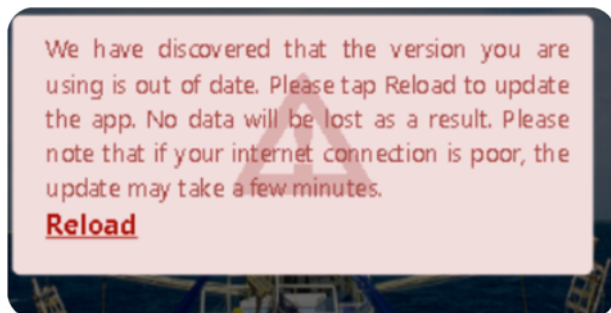 We have discovered that the version you are
using is out of date. Please tap Reload to update
the app. No data will be lost as a result. Please
note that if your internet connection is poor, the
update may take a few minutes.
Reload